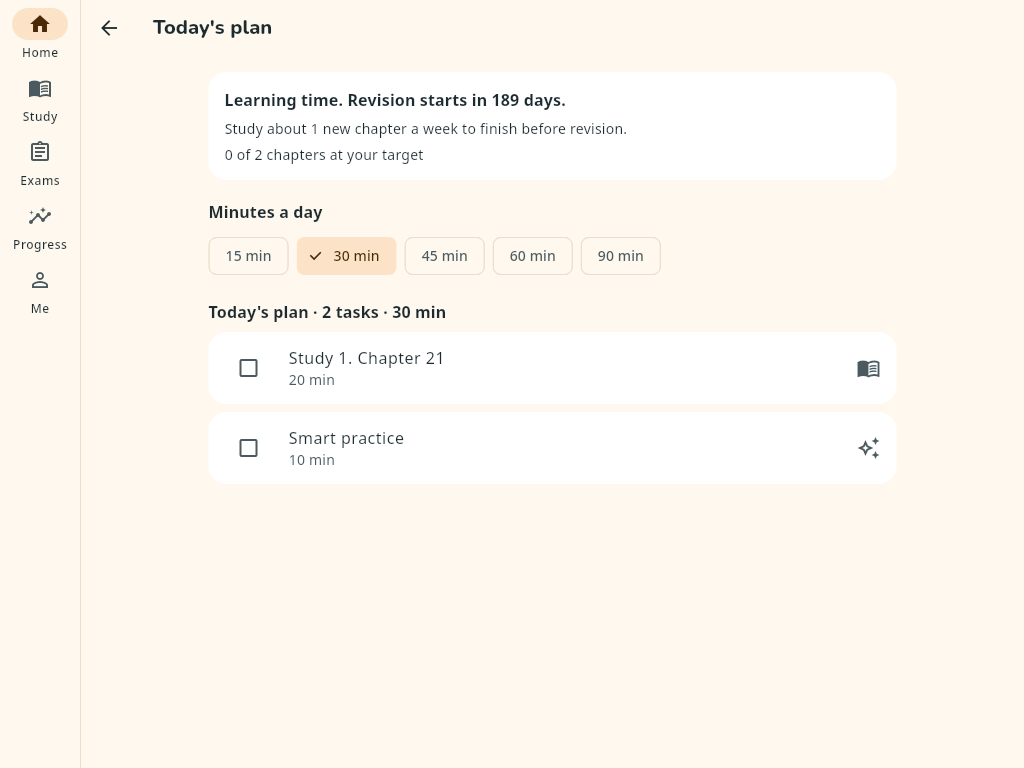 Home
Study
Exams
Progress
Me
Today's plan
Learning time. Revision starts in 189 days.
Study about 1 new chapter a week to finish before revision.
0 of 2 chapters at your target
Minutes a day
15 min
30 min
45 min
60 min
90 min
Today's plan · 2 tasks · 30 min
Study 1. Chapter 21
20 min
Smart practice
10 min